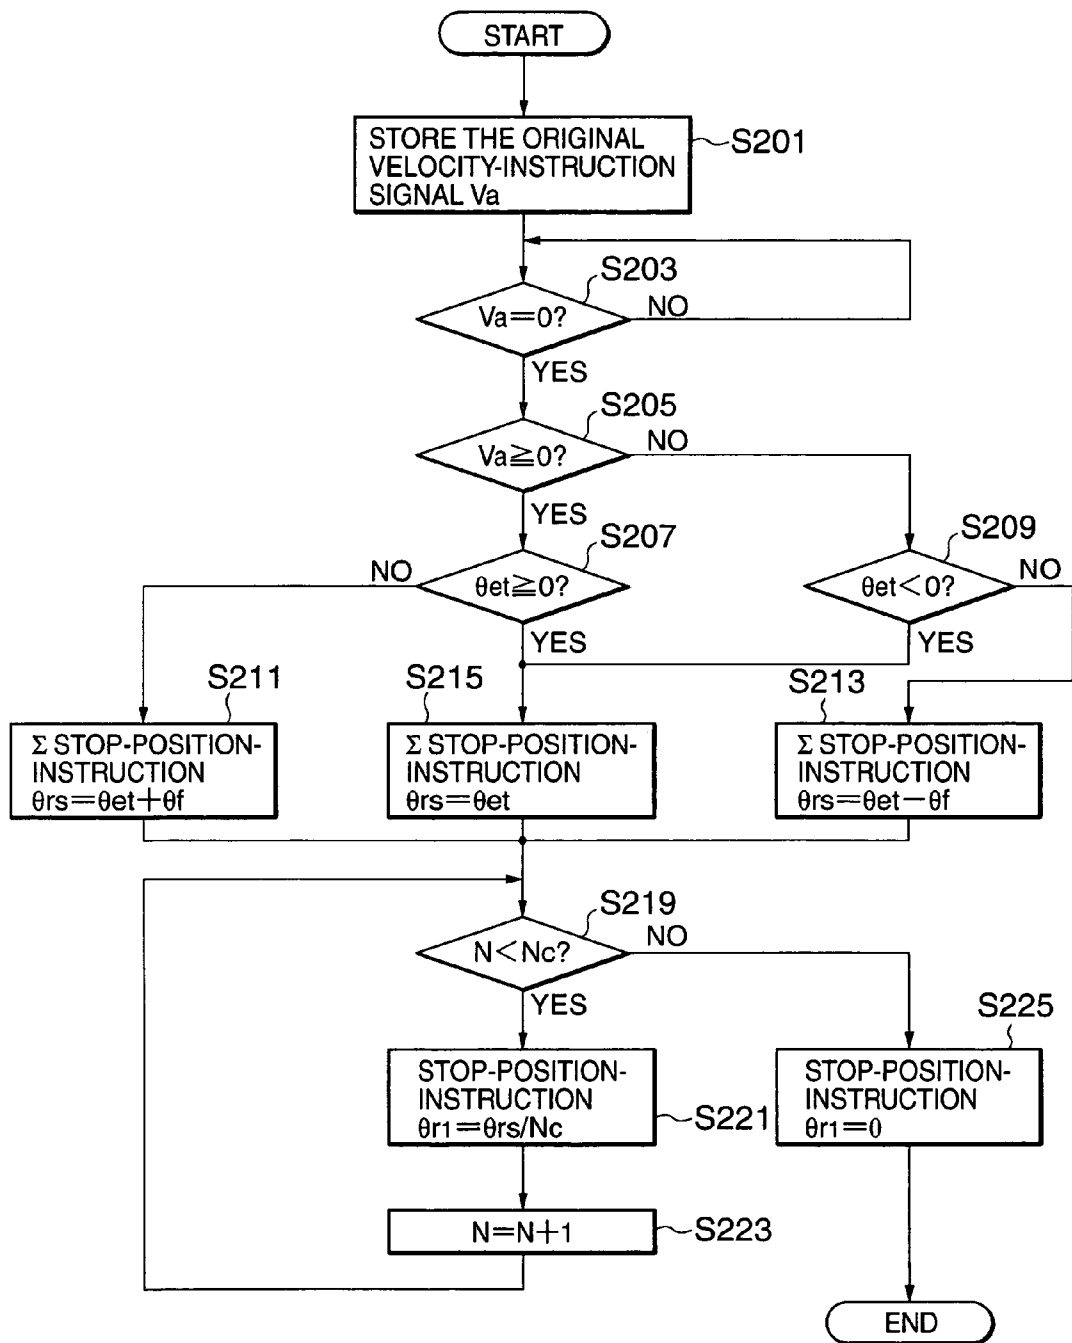 START
STORE THE ORIGINAL
VELOCITY-INSTRUCTION
SIGNAL Va
S201
S203
Va=0?
NO
YES
S205
Va≧0?
NO
YES
S207
θet≧0?
NO
YES
S209
θet<0?
NO
YES
S211
Σ STOP-POSITION-
INSTRUCTION
θrs=θet+θf
S215
Σ STOP-POSITION-
INSTRUCTION
θrs=θet
S213
Σ STOP-POSITION-
INSTRUCTION
θrs=θet−θf
S219
N<Nc?
NO
YES
STOP-POSITION-
INSTRUCTION
θr1=θrs/Nc
S221
S225
STOP-POSITION-
INSTRUCTION
θr1=0
N=N+1
S223
END